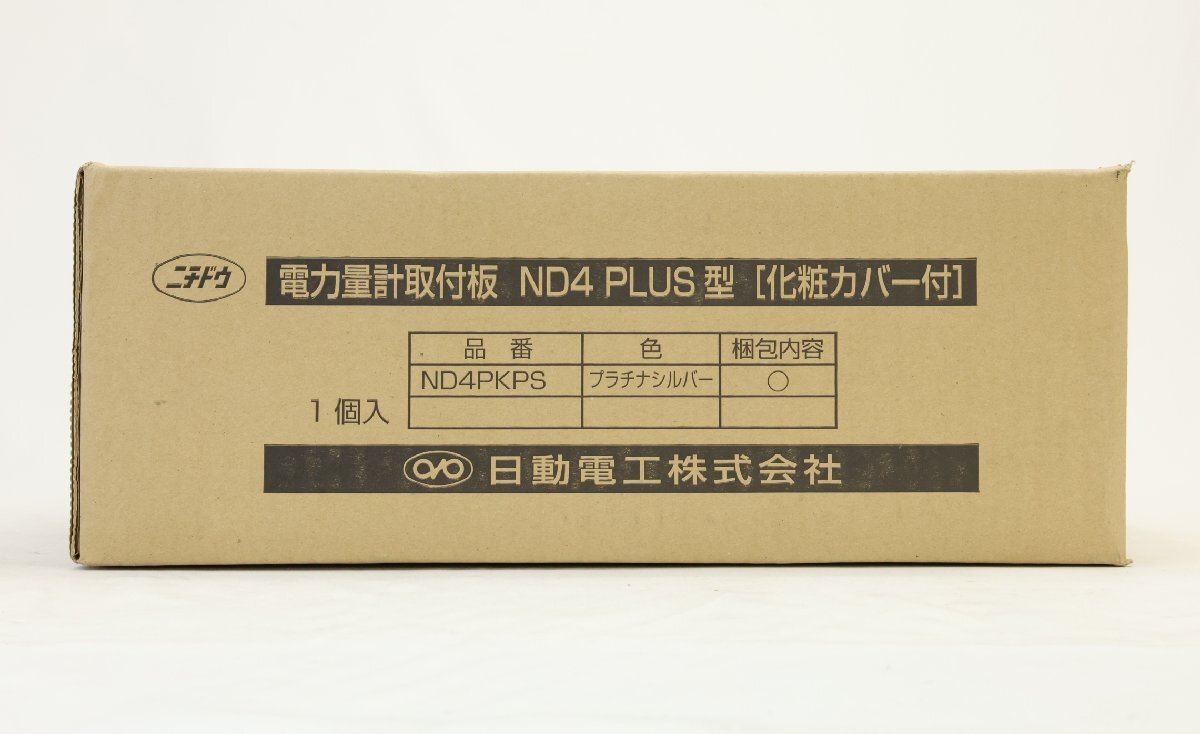 ニチドウ
電力量計取付板 ND4 PLUS型 [化粧カバー付]
品番 色 梱包内容
ND4PKPS プラチナシルバー ○
1個入
日動電工株式会社